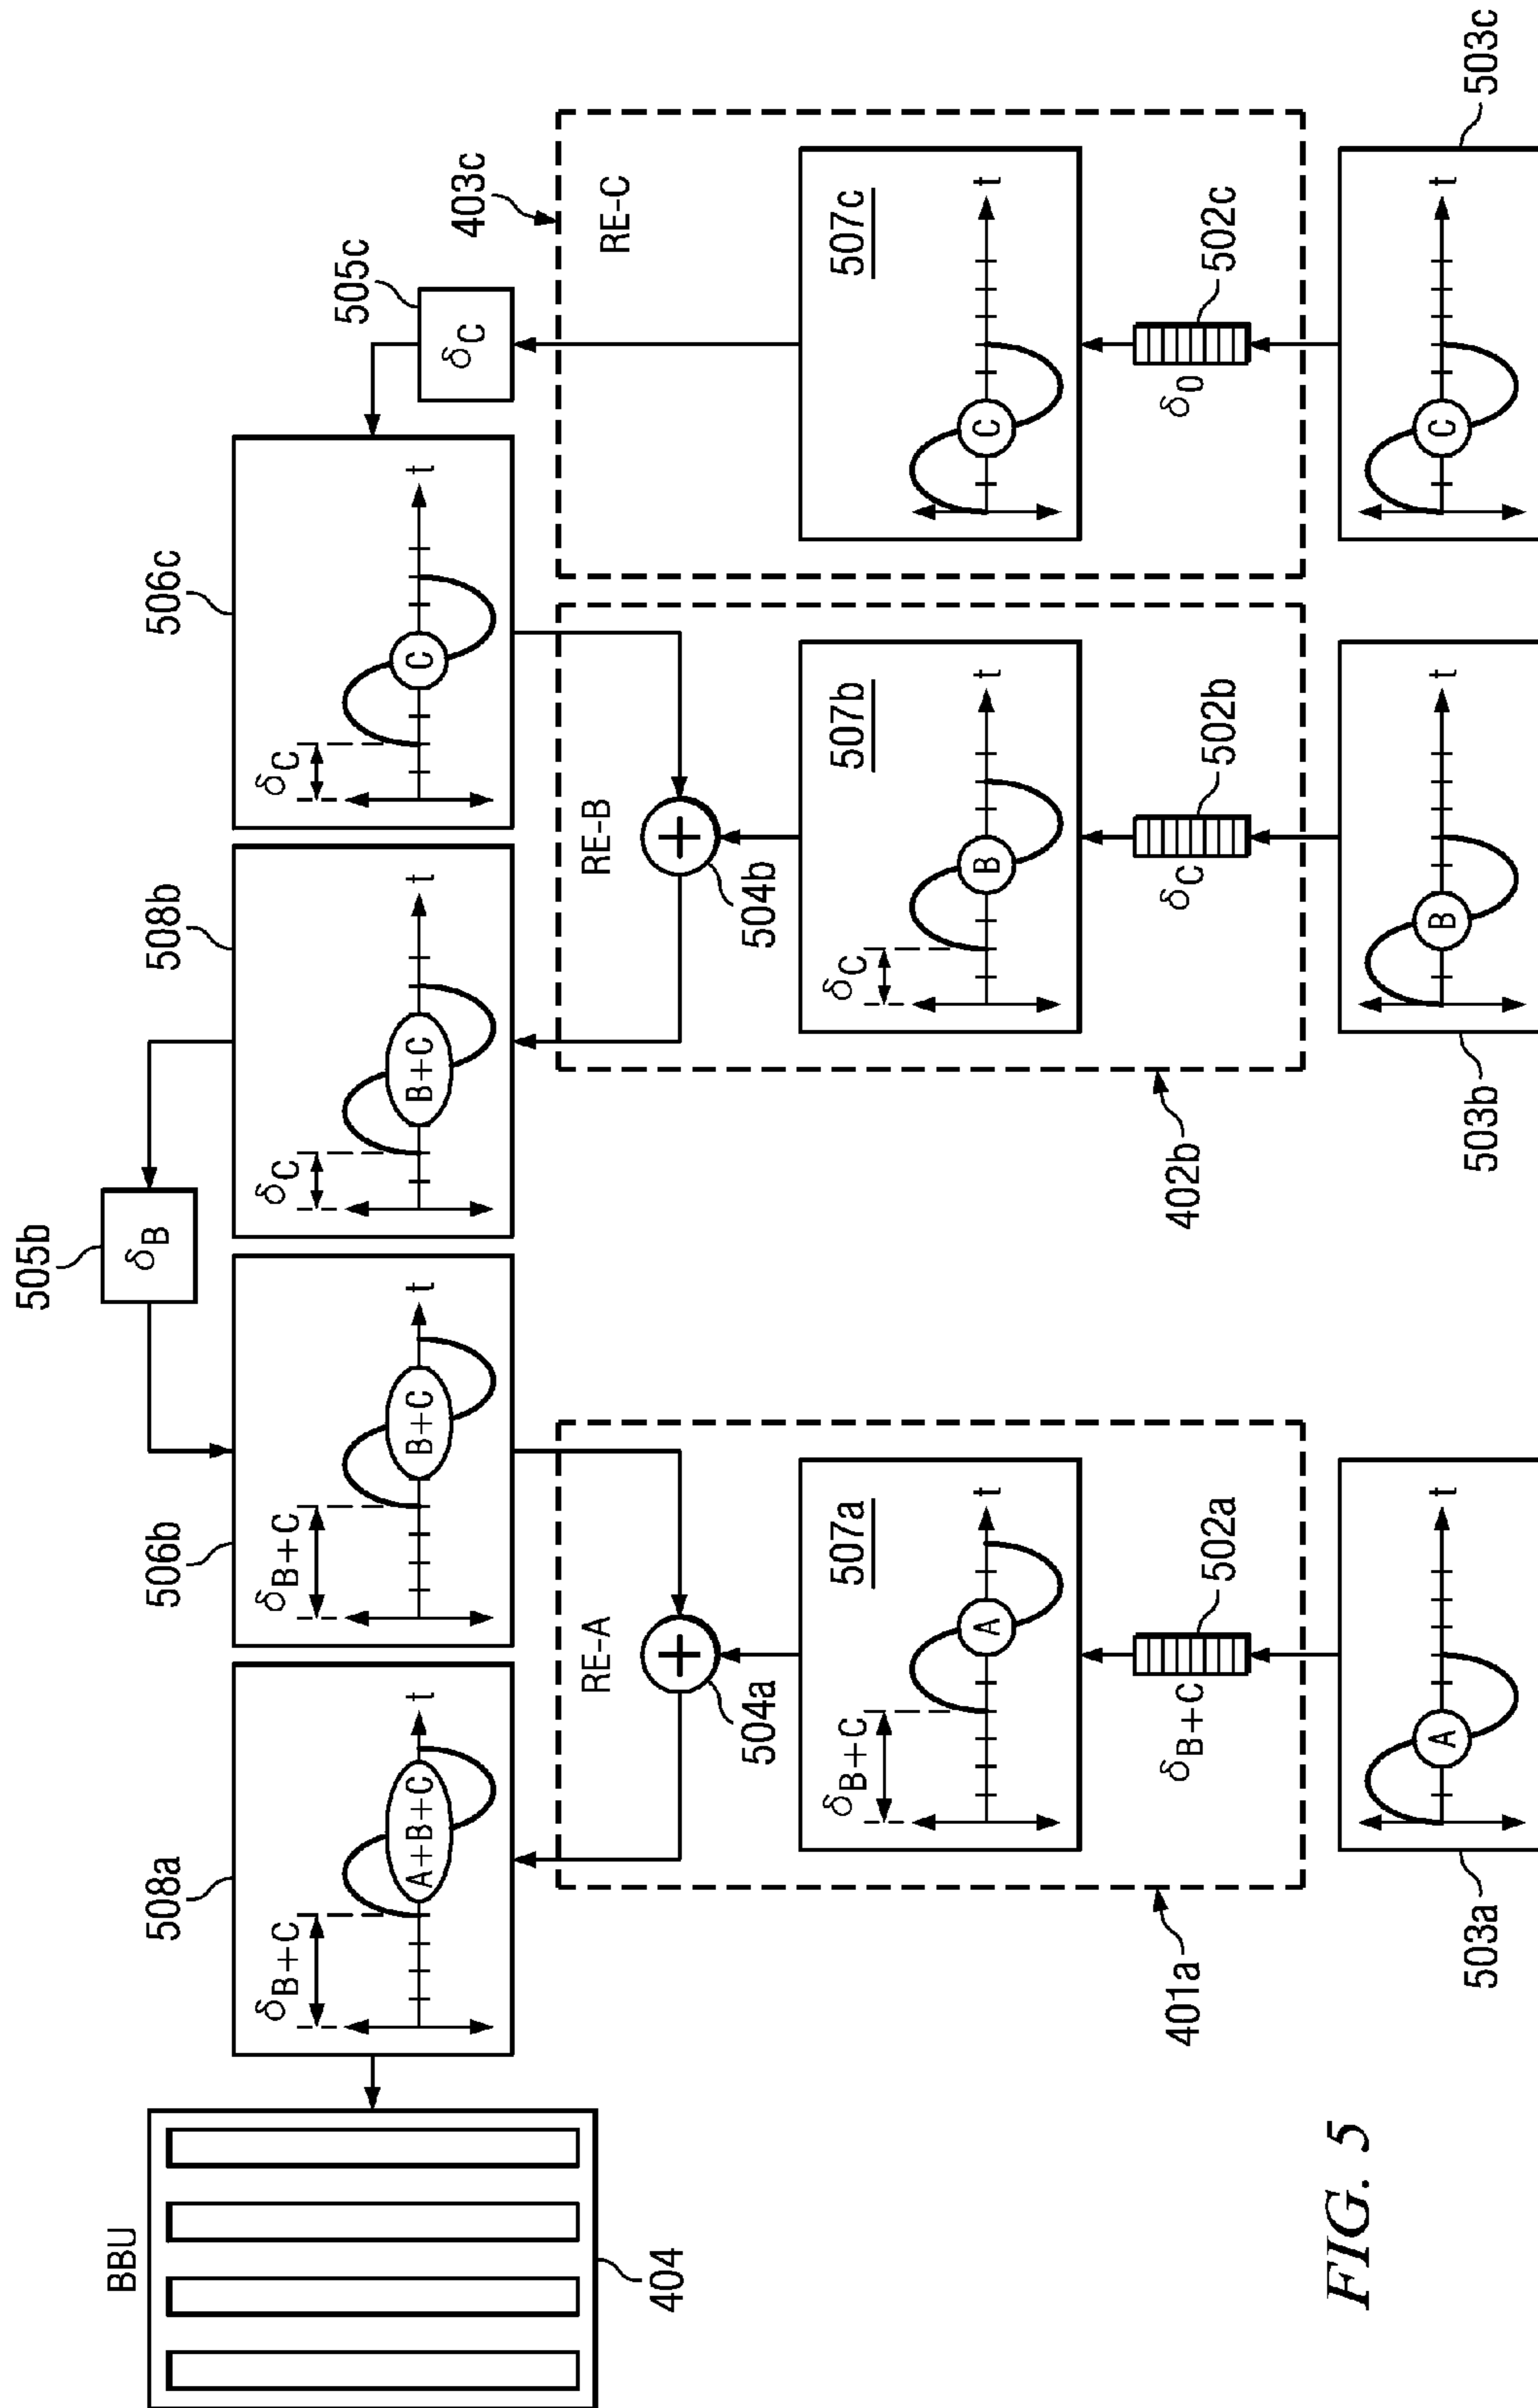 BBU
404
508a
δB+C
A+B+C
t
506b
δB+C
B+C
t
505b
δB
508b
δC
B+C
t
506c
δC
C
t
505c
δC
403c
RE-A
504a
507a
δB+C
A
t
δB+C
502a
401a
RE-B
504b
507b
δC
B
t
δC
502b
402b
RE-C
507c
C
t
δ0
502c
503a
A
t
503b
B
t
503c
C
t
FIG. 5